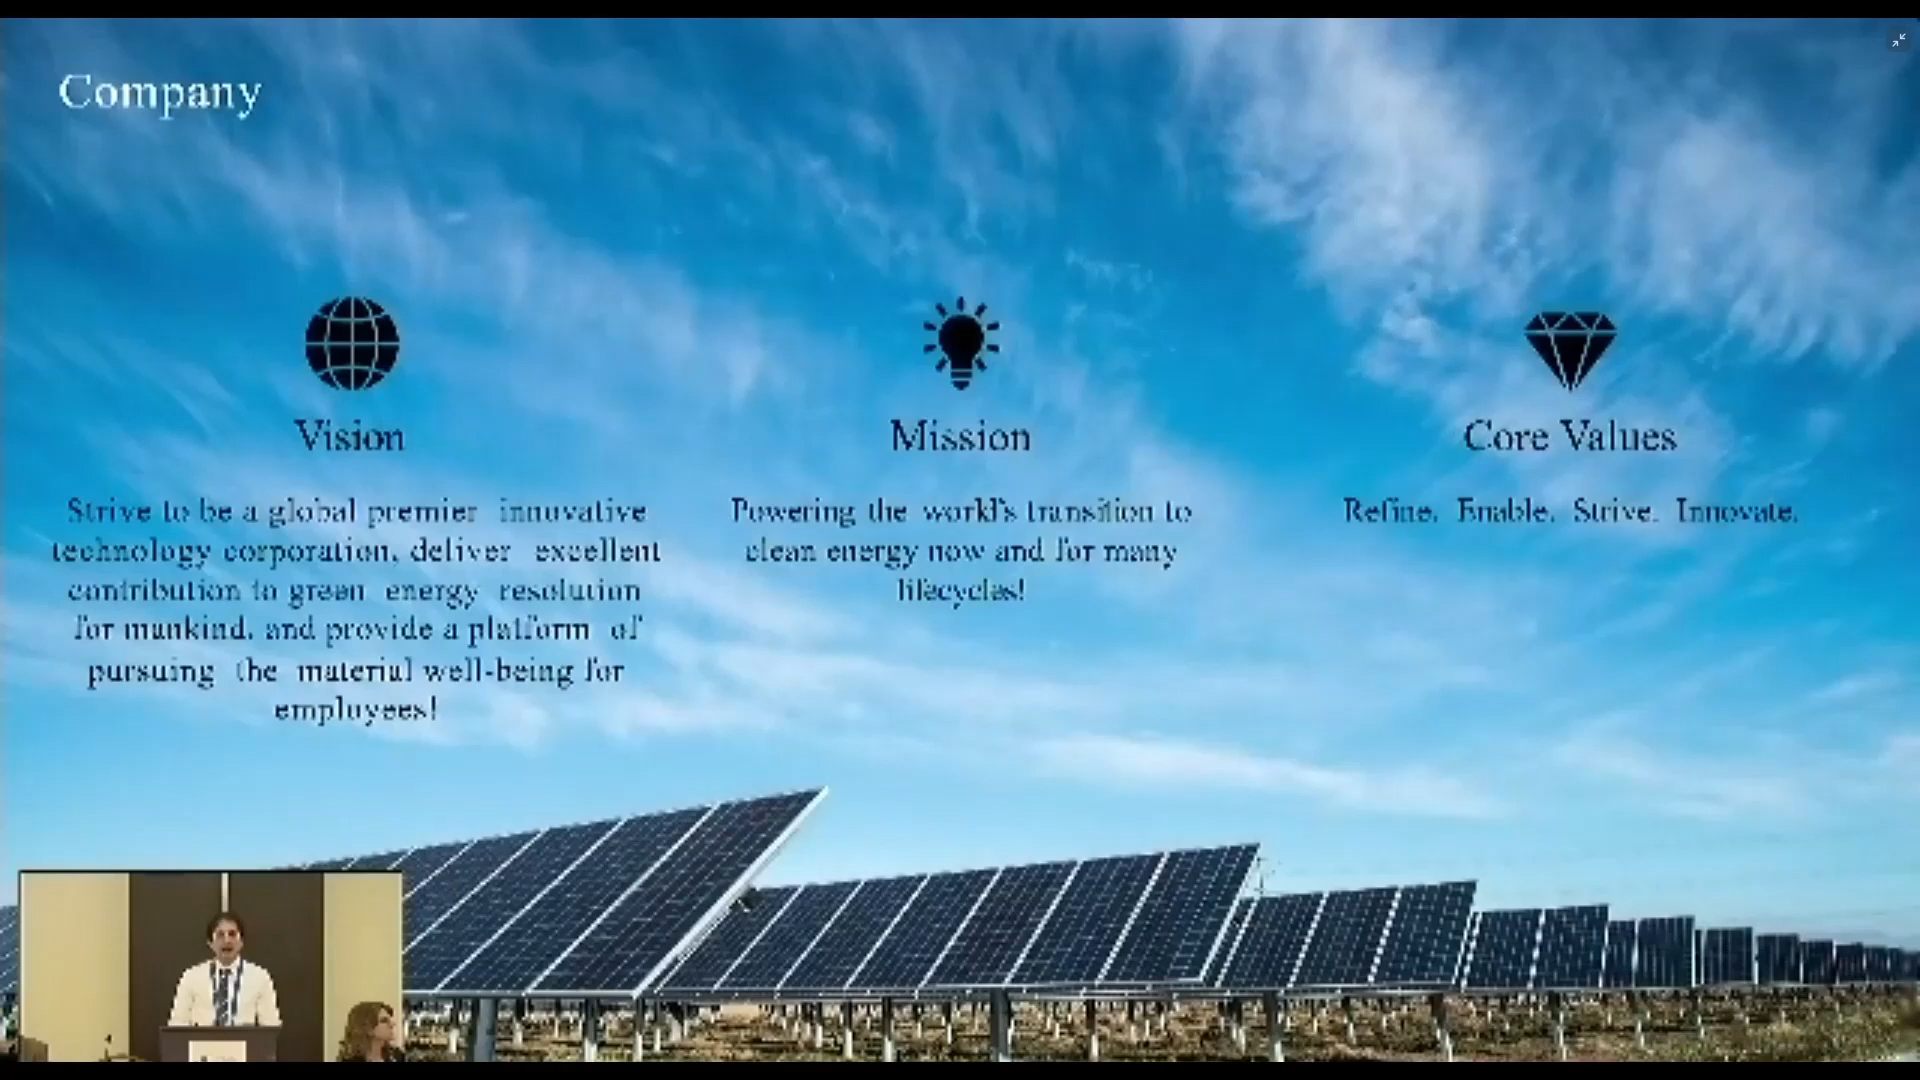 Company
Vision
Strive to be a global premier innovative
technology corporation, deliver excellent
contribution to green energy resolution
for mankind, and provide a platform of
pursuing the material well-being for
employees!
Mission
Powering the world's transition to
clean energy now and for many
lifecycles!
Core Values
Refine. Enable. Strive. Innovate.